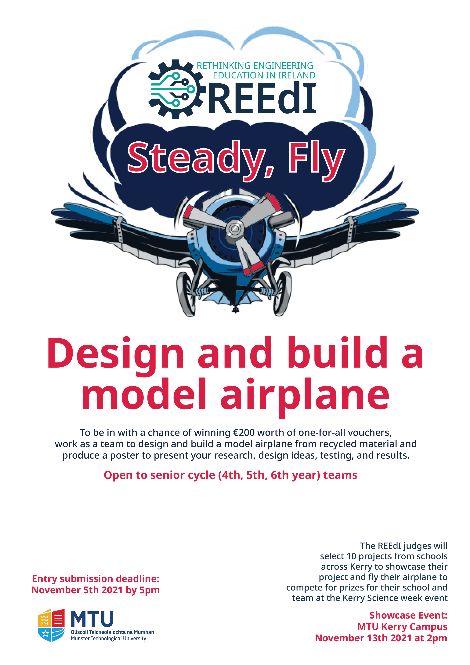 RETHINKING ENGINEERING
EDUCATION IN IRELAND
REEdI
Steady, Fly
Design and build a
model airplane
To be in with a chance of winning €200 worth of one-for-all vouchers,
work as a team to design and build a model airplane from recycled material and
produce a poster to present your research, design ideas, testing, and results.
Open to senior cycle (4th, 5th, 6th year) teams
The REEdI judges will
select 10 projects from schools
across Kerry to showcase their
project and fly their airplane to
compete for prizes for their school and
team at the Kerry Science week event
Entry submission deadline:
November 5th 2021 by 5pm
Showcase Event:
MTU Kerry Campus
November 13th 2021 at 2pm
MTU
Ollscoil Teicneolaíochta na Mumhan
Munster Technological University